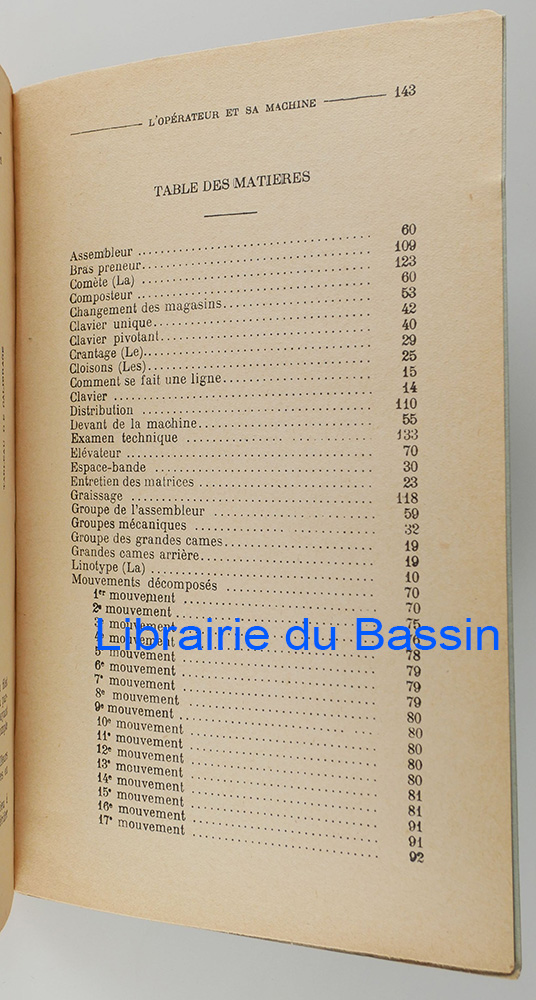 L'OPÉRATEUR ET SA MACHINE 143
TABLE DES MATIERES
Assembleur 60
Bras preneur 109
Comète (La) 123
Composteur 60
Changement des magasins 53
Clavier unique 42
Clavier pivotant 40
Crantage (Le) 29
Cloisons (Les) 25
Comment se fait une ligne 15
Clavier 14
Distribution 110
Devant de la machine 55
Examen technique 133
Elévateur 70
Espace-bande 30
Entretien des matrices 23
Graissage 118
Groupe de l'assembleur 59
Groupes mécaniques 32
Groupe des grandes cames 19
Grandes cames arrière 19
Linotype (La) 10
Mouvements décomposés 70
1er mouvement 70
2e mouvement 75
3e mouvement 76
4e mouvement 78
5e mouvement 79
6e mouvement 79
7e mouvement 79
8e mouvement 80
9e mouvement 80
10e mouvement 80
11e mouvement 80
12e mouvement 80
13e mouvement 81
14e mouvement 81
15e mouvement 91
16e mouvement 91
17e mouvement 92
Librairie du Bassin